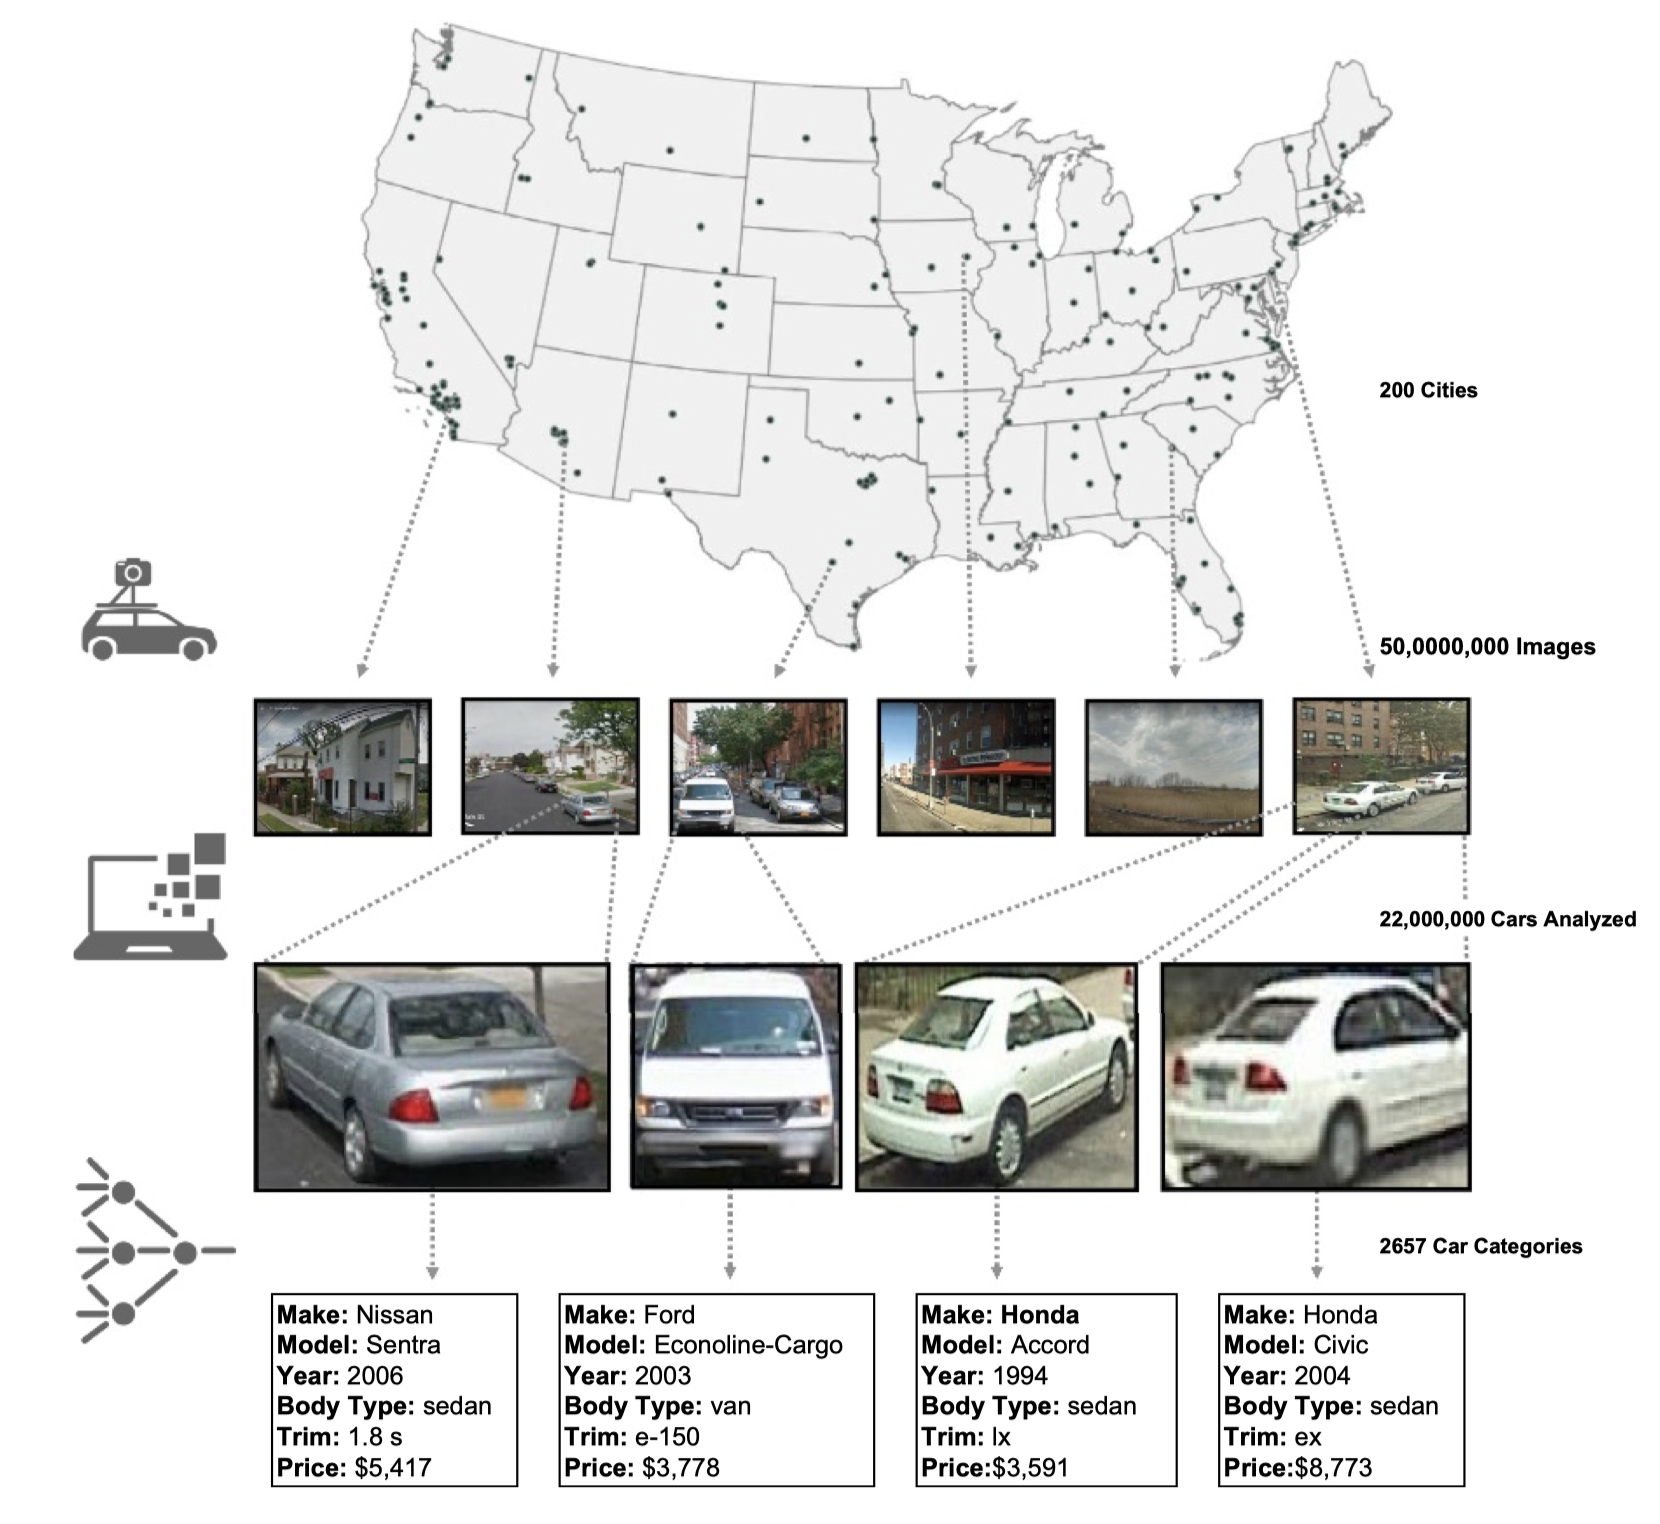 200 Cities
50,0000,000 Images
22,000,000 Cars Analyzed
2657 Car Categories
Make: Nissan
Model: Sentra
Year: 2006
Body Type: sedan
Trim: 1.8 s
Price: $5,417
Make: Ford
Model: Econoline-Cargo
Year: 2003
Body Type: van
Trim: e-150
Price: $3,778
Make: Honda
Model: Accord
Year: 1994
Body Type: sedan
Trim: lx
Price:$3,591
Make: Honda
Model: Civic
Year: 2004
Body Type: sedan
Trim: ex
Price:$8,773